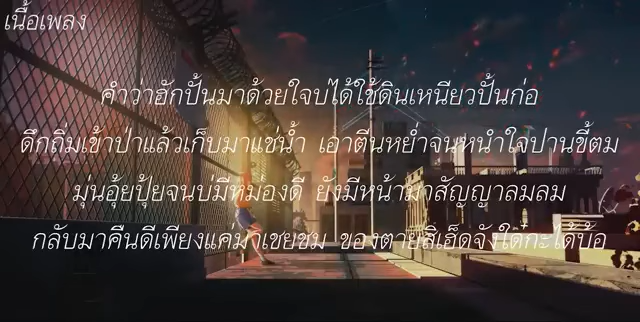 เนื้อเพลง
คำว่าฮักปั้นมาด้วยใจบ่ได้ใช้ดินเหนียวปั้นก่อ
ดึกถิ่มเข้าป่าแล้วเก็บมาแช่น้ำ เอาตีนหย่ำจนหนำใจปานขี้ตม
มุ่นอุ้ยปุ้ยจนบ่มีหม่องดี ยังมีหน้ามาสัญญาลมลม
กลับมาคืนดีเพียงแค่มาเชยชม ของตายสิเฮ็ดจังใด๋กะได้บ้อ